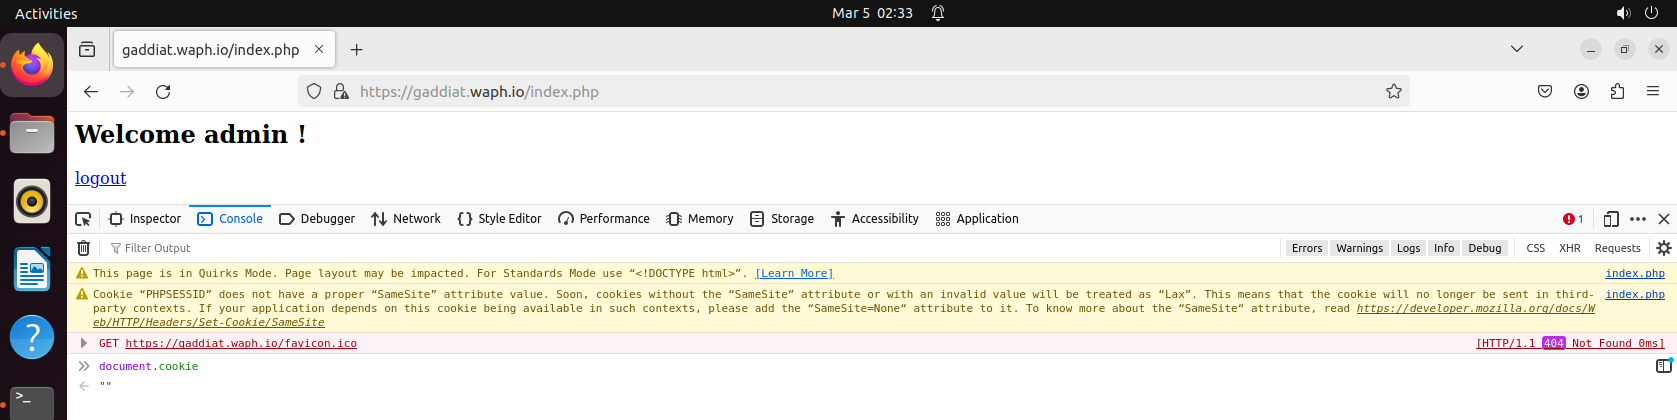 Activities
Mar 5 02:33
gaddiat.waph.io/index.php
https://gaddiat.waph.io/index.php
Welcome admin !
logout
Inspector Console Debugger Network Style Editor Performance Memory Storage Accessibility Application 1
Filter Output Errors Warnings Logs Info Debug CSS XHR Requests
This page is in Quirks Mode. Page layout may be impacted. For Standards Mode use “<!DOCTYPE html>”. [Learn More] index.php
Cookie “PHPSESSID” does not have a proper “SameSite” attribute value. Soon, cookies without the “SameSite” attribute or with an invalid value will be treated as “Lax”. This means that the cookie will no longer be sent in third- index.php
party contexts. If your application depends on this cookie being available in such contexts, please add the “SameSite=None“ attribute to it. To know more about the “SameSite“ attribute, read https://developer.mozilla.org/docs/W
eb/HTTP/Headers/Set-Cookie/SameSite
GET https://gaddiat.waph.io/favicon.ico [HTTP/1.1 404 Not Found 0ms]
document.cookie
""